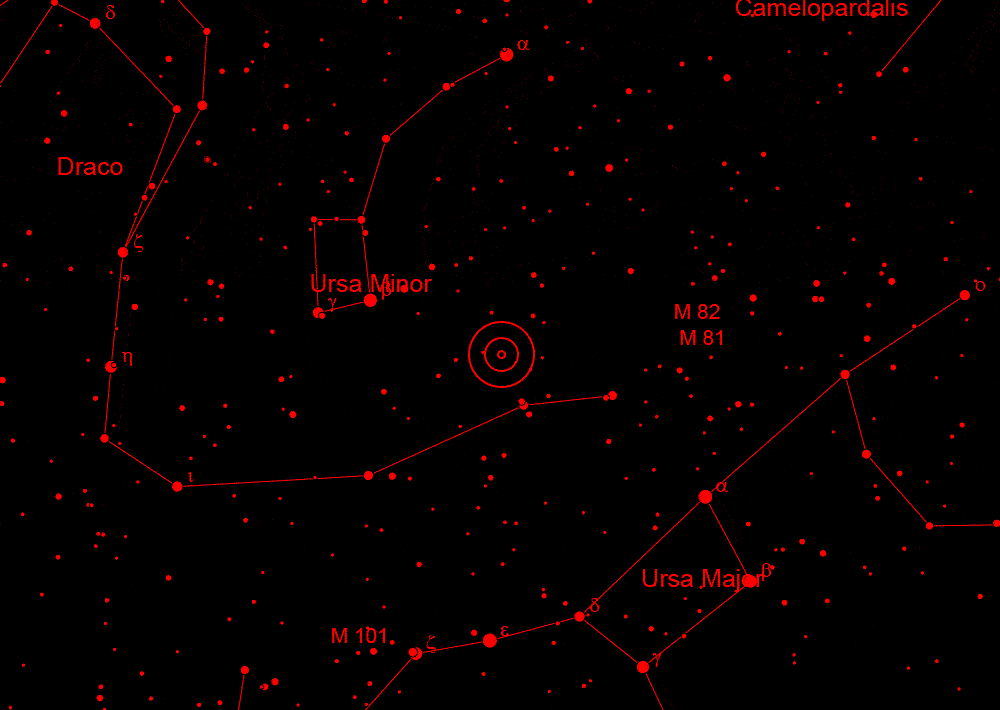 Camelopardalis
δ
α
Draco
ζ
Ursa Minor
β
γ
ο
M 82
M 81
η
ι
α
Ursa Major
β
δ
M 101
ζ
ε
γ